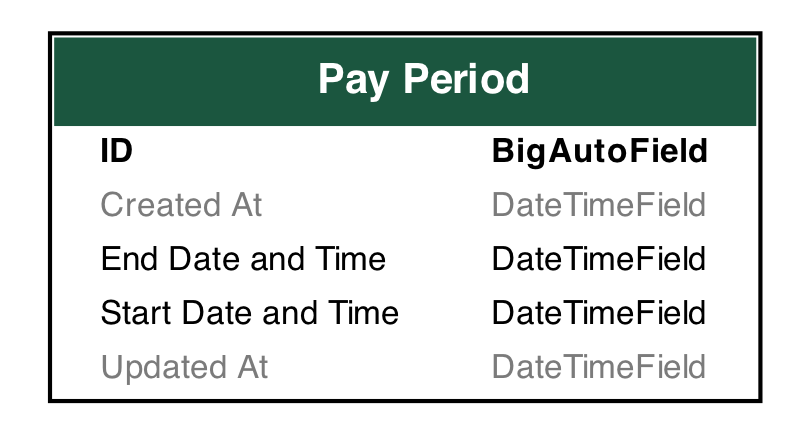 Pay Period
ID BigAutoField
Created At DateTimeField
End Date and Time DateTimeField
Start Date and Time DateTimeField
Updated At DateTimeField